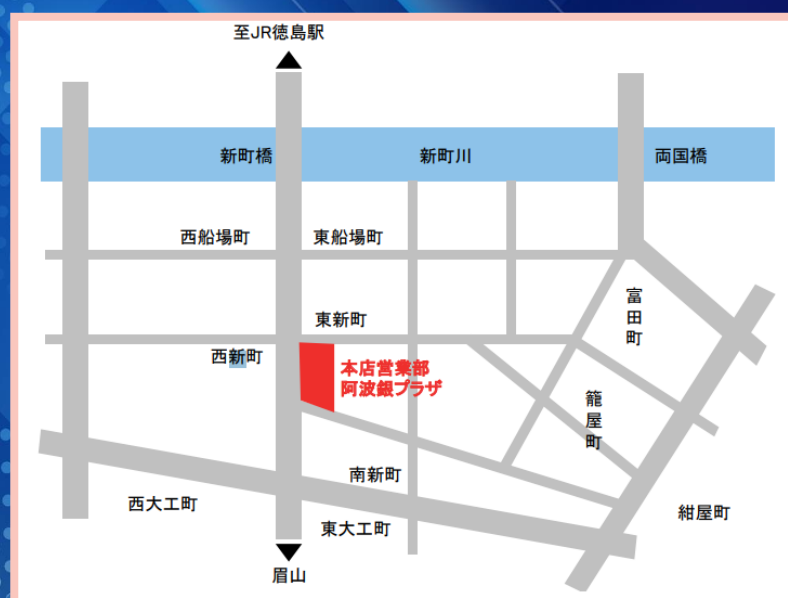 至JR徳島駅
新町橋
新町川
両国橋
西船場町
東船場町
富田町
東新町
西新町
本店営業部
阿波銀プラザ
籠屋町
南新町
西大工町
東大工町
紺屋町
眉山